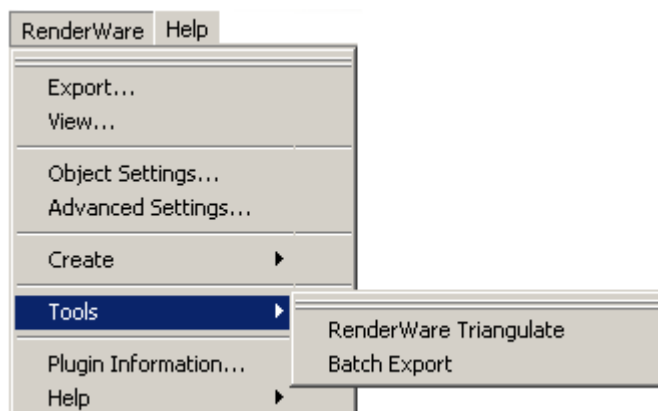 RenderWare Help
Export...
View...
Object Settings...
Advanced Settings...
Create
Tools
RenderWare Triangulate
Batch Export
Plugin Information...
Help